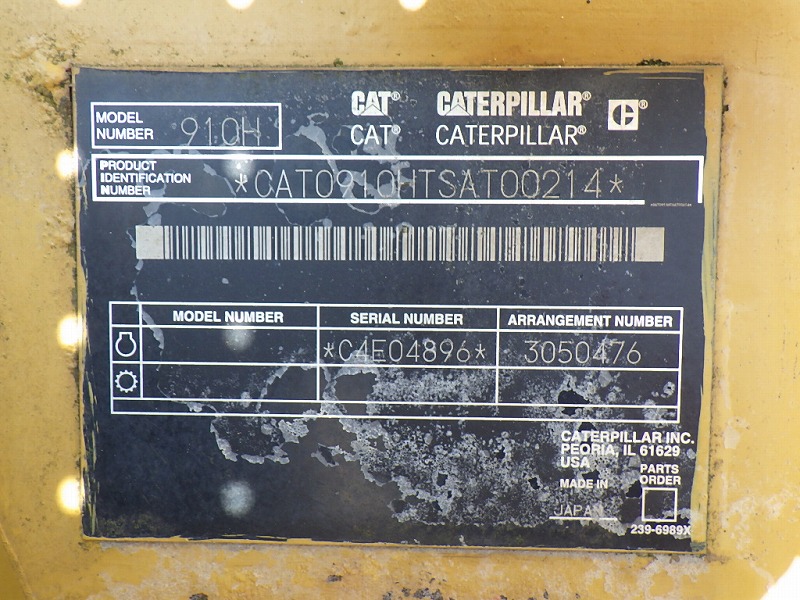 MODEL NUMBER 910H
CAT® CATERPILLAR® C®
CAT® CATERPILLAR®
PRODUCT IDENTIFICATION NUMBER *CAT0910HTSAT00214*
MODEL NUMBER SERIAL NUMBER ARRANGEMENT NUMBER
*C4E04896* 3050476
CATERPILLAR INC.
PEORIA, IL 61629
USA
PARTS ORDER
MADE IN
JAPAN
239-6989X